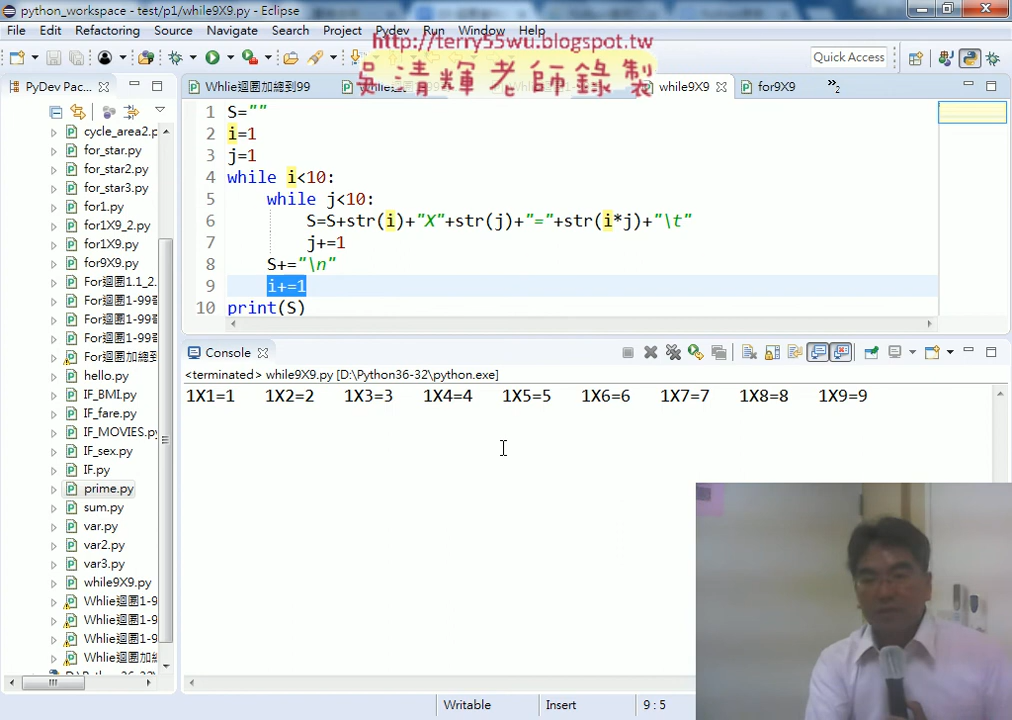 python_workspace - test/p1/while9X9.py - Eclipse
File Edit Refactoring Source Navigate Search Project Pydev Run Window Help
http://terry55wu.blogspot.tw
吳清輝老師錄製
Quick Access
PyDev Pac...
Whlie迴圈加總到99
while9X9
for9X9
»2
cycle_area2.p
for_star.py
for_star2.py
for_star3.py
for1.py
for1X9_2.py
for1X9.py
for9X9.py
For迴圈1.1_2.
For迴圈1-99
For迴圈1-99
For迴圈1-99
For迴圈加總
hello.py
IF_BMI.py
IF_fare.py
IF_MOVIES.py
IF_sex.py
IF.py
prime.py
sum.py
var.py
var2.py
var3.py
while9X9.py
Whlie迴圈1-9
Whlie迴圈1-9
Whlie迴圈1-9
Whlie迴圈加
1 S=""
2 i=1
3 j=1
4 while i<10:
5 while j<10:
6 S=S+str(i)+"X"+str(j)+"="+str(i*j)+"\t"
7 j+=1
8 S+="\n"
9 i+=1
10 print(S)
Console
<terminated> while9X9.py [D:\Python36-32\python.exe]
1X1=1 1X2=2 1X3=3 1X4=4 1X5=5 1X6=6 1X7=7 1X8=8 1X9=9
Writable Insert 9 : 5